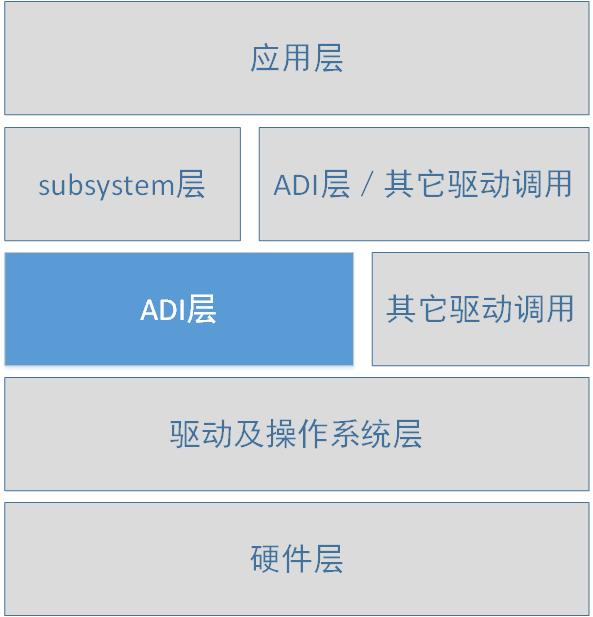 应用层
subsystem层
ADI层 / 其它驱动调用
ADI层
其它驱动调用
驱动及操作系统层
硬件层